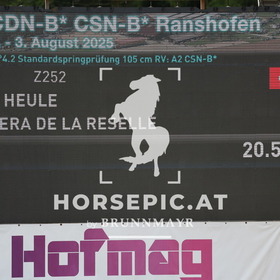 CDN-B* CSN-B* Ranshofen
. - 3. August 2025
*4.2 Standardspringprüfung 105 cm RV: A2 CSN-B*
Z252
HEULE
ERA DE LA RESELLE
20.5
HORSEPIC.AT
by BRUNNMAYR
Hofmag